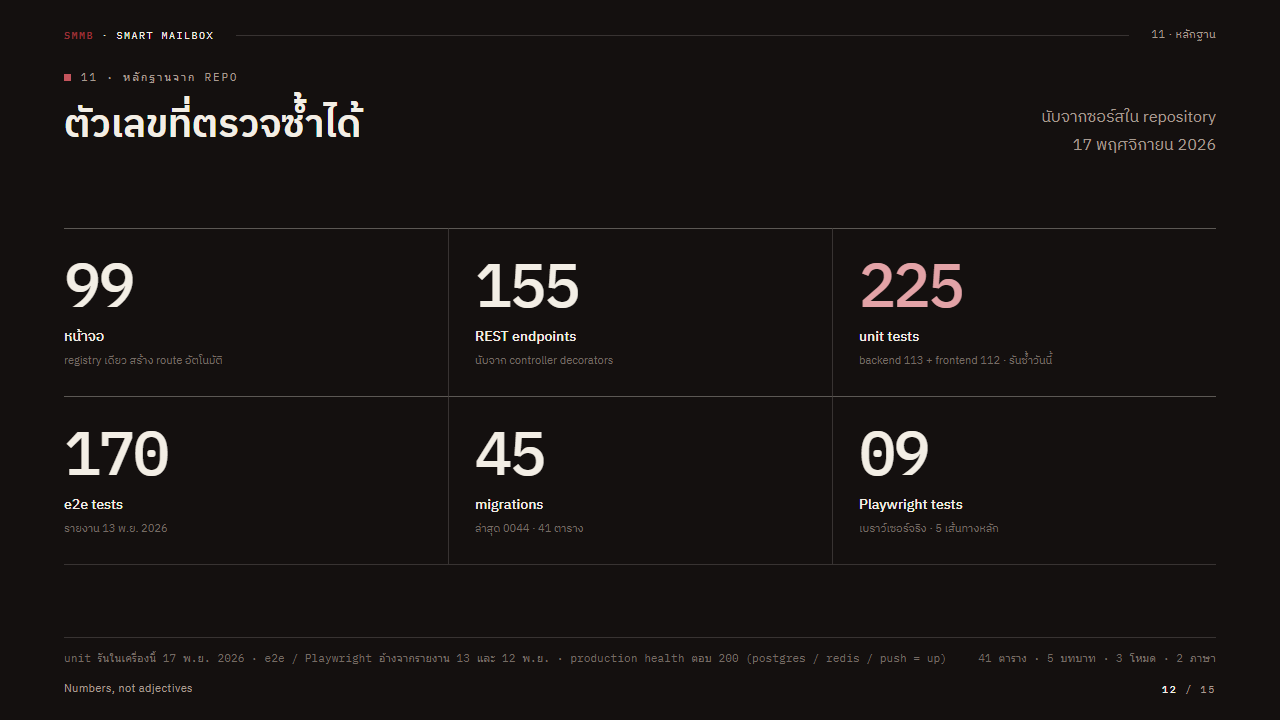 SMMB · SMART MAILBOX
11 · หลักฐาน
11 · หลักฐานจาก REPO
ตัวเลขที่ตรวจซ้ำได้
นับจากซอร์สใน repository
17 พฤศจิกายน 2026
99
หน้าจอ
registry เดียว สร้าง route อัตโนมัติ
155
REST endpoints
นับจาก controller decorators
225
unit tests
backend 113 + frontend 112 · รันซ้ำวันนี้
170
e2e tests
รายงาน 13 พ.ย. 2026
45
migrations
ล่าสุด 0044 · 41 ตาราง
09
Playwright tests
เบราว์เซอร์จริง · 5 เส้นทางหลัก
unit รันในเครื่องนี้ 17 พ.ย. 2026 · e2e / Playwright อ้างจากรายงาน 13 และ 12 พ.ย. · production health ตอบ 200 (postgres / redis / push = up)
41 ตาราง · 5 บทบาท · 3 โหมด · 2 ภาษา
Numbers, not adjectives
12 / 15